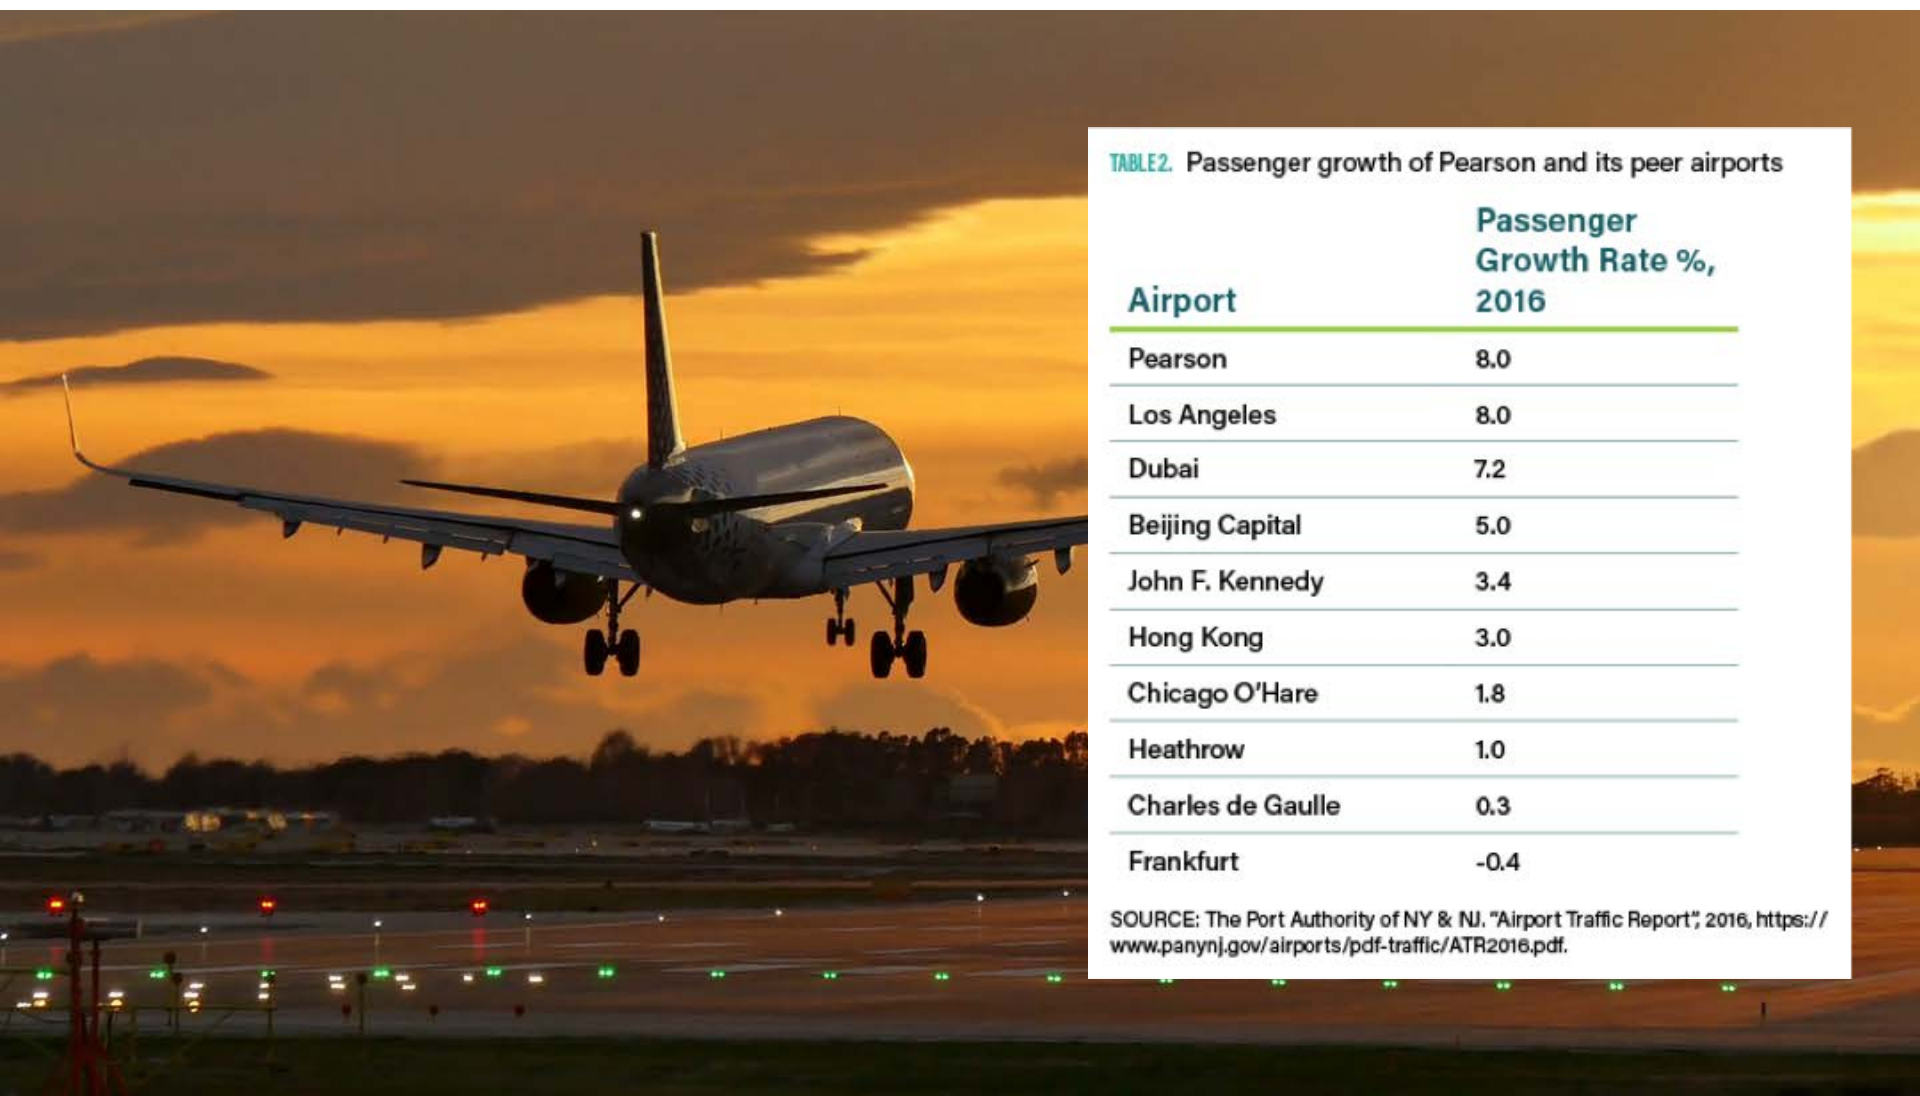 TABLE 2. Passenger growth of Pearson and its peer airports
Passenger
Growth Rate %,
Airport 2016
Pearson 8.0
Los Angeles 8.0
Dubai 7.2
Beijing Capital 5.0
John F. Kennedy 3.4
Hong Kong 3.0
Chicago O'Hare 1.8
Heathrow 1.0
Charles de Gaulle 0.3
Frankfurt -0.4
SOURCE: The Port Authority of NY & NJ. "Airport Traffic Report", 2016, https://
www.panynj.gov/airports/pdf-traffic/ATR2016.pdf.